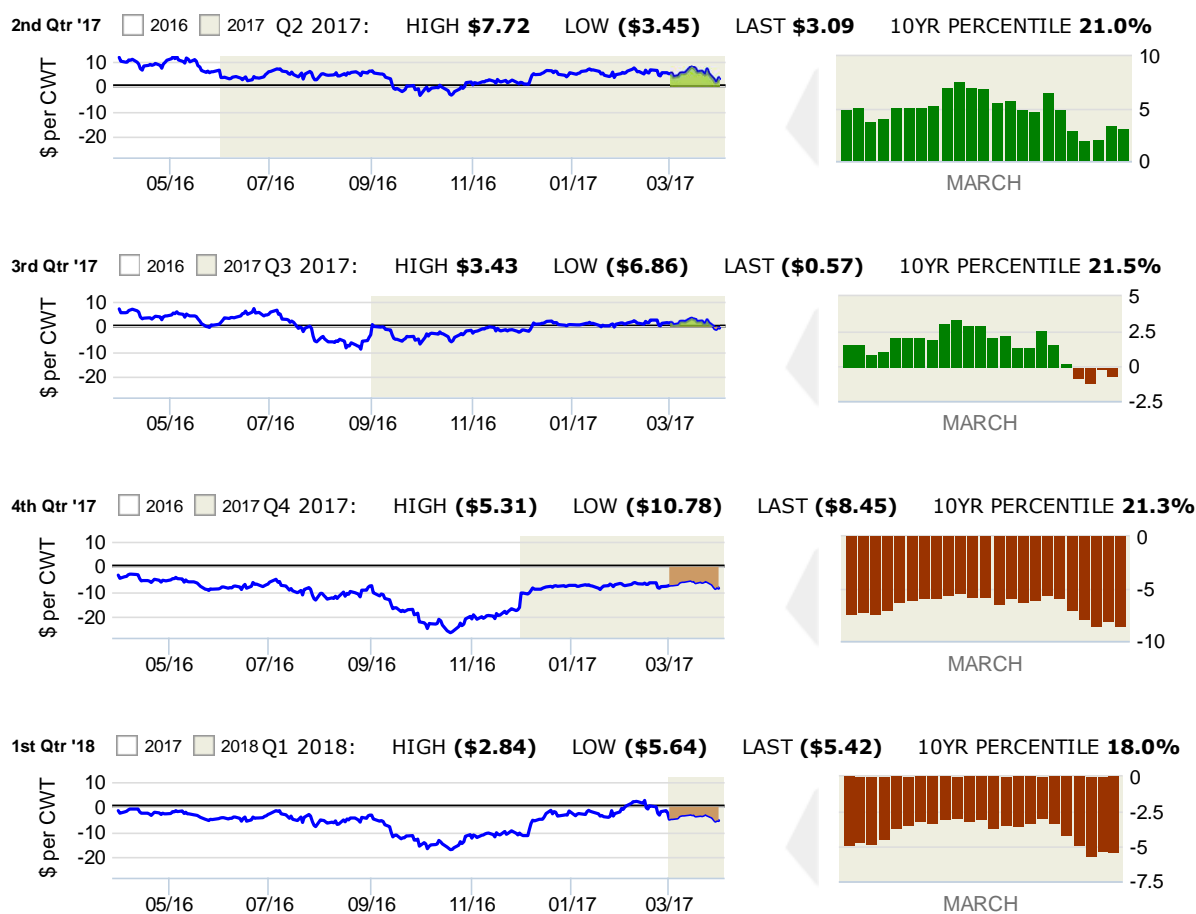 2nd Qtr '17 2016 2017 Q2 2017: HIGH $7.72 LOW ($3.45) LAST $3.09 10YR PERCENTILE 21.0%
$ per CWT
10
0
-10
-20
05/16 07/16 09/16 11/16 01/17 03/17
10
5
0
MARCH
3rd Qtr '17 2016 2017 Q3 2017: HIGH $3.43 LOW ($6.86) LAST ($0.57) 10YR PERCENTILE 21.5%
$ per CWT
10
0
-10
-20
05/16 07/16 09/16 11/16 01/17 03/17
5
2.5
0
-2.5
MARCH
4th Qtr '17 2016 2017 Q4 2017: HIGH ($5.31) LOW ($10.78) LAST ($8.45) 10YR PERCENTILE 21.3%
$ per CWT
10
0
-10
-20
05/16 07/16 09/16 11/16 01/17 03/17
0
-5
-10
MARCH
1st Qtr '18 2017 2018 Q1 2018: HIGH ($2.84) LOW ($5.64) LAST ($5.42) 10YR PERCENTILE 18.0%
$ per CWT
10
0
-10
-20
05/16 07/16 09/16 11/16 01/17 03/17
0
-2.5
-5
-7.5
MARCH